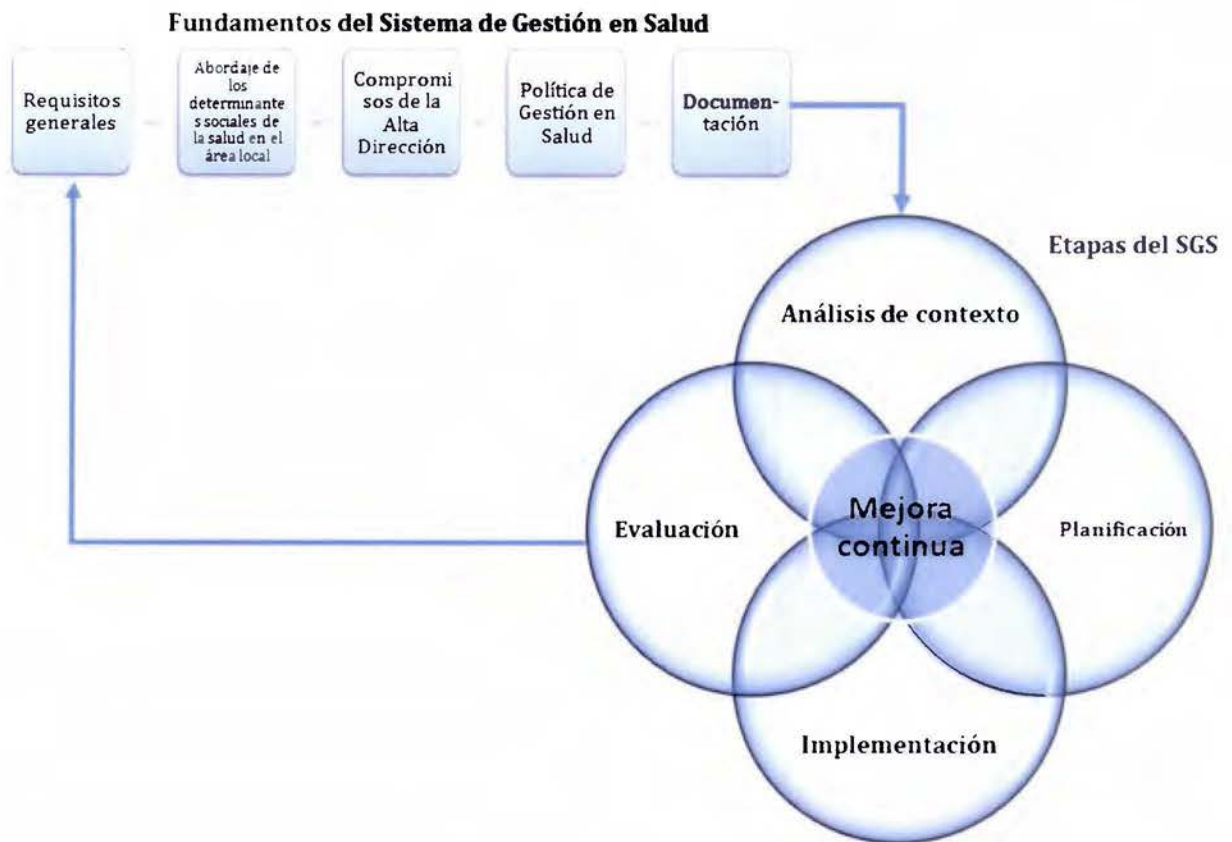 Fundamentos del Sistema de Gestión en Salud
Requisitos
generales
Abordaje de
los
determinante
s sociales de
la salud en el
área local
Compromi
sos de la
Alta
Dirección
Política de
Gestión en
Salud
Documen-
tación
Etapas del SGS
Análisis de contexto
Evaluación
Mejora
continua
Planificación
Implementación